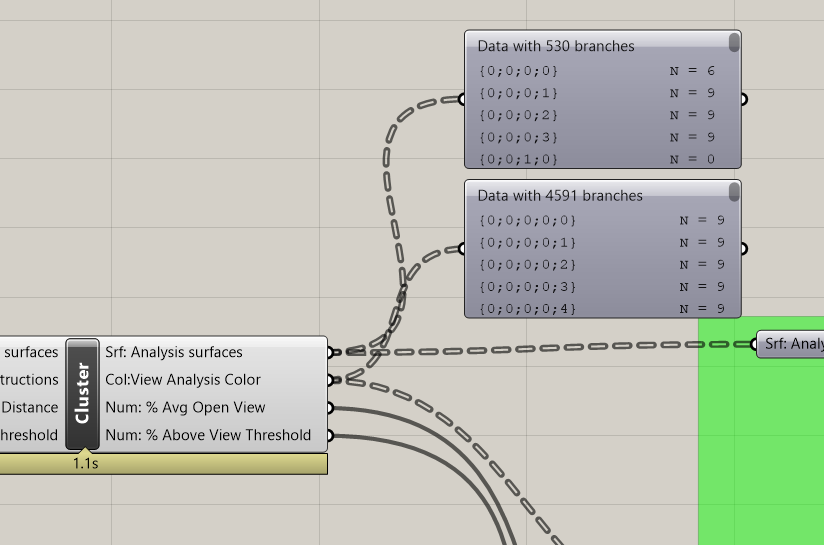 Data with 530 branches
{0;0;0;0} N = 6
{0;0;0;1} N = 9
{0;0;0;2} N = 9
{0;0;0;3} N = 9
{0;0;1;0} N = 0
Data with 4591 branches
{0;0;0;0;0} N = 9
{0;0;0;0;1} N = 9
{0;0;0;0;2} N = 9
{0;0;0;0;3} N = 9
{0;0;0;0;4} N = 9
surfaces
tructions
Distance
hreshold
Cluster
Srf: Analysis surfaces
Col:View Analysis Color
Num: % Avg Open View
Num: % Above View Threshold
1.1s
Srf: Analy